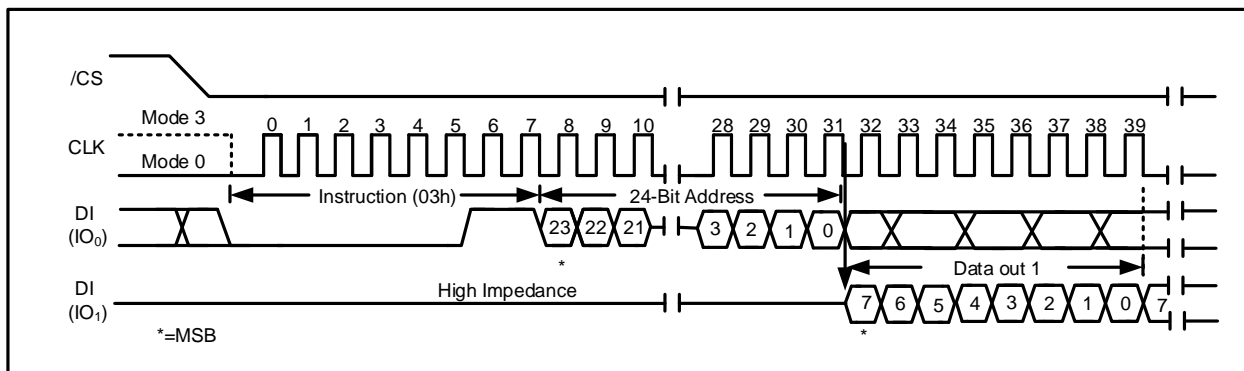 /CS
Mode 3
CLK
Mode 0
0 1 2 3 4 5 6 7 8 9 10 28 29 30 31 32 33 34 35 36 37 38 39
Instruction (03h) 24-Bit Address
DI
(IO₀)
23 22 21 3 2 1 0
*
Data out 1
DI
(IO₁)
High Impedance
7 6 5 4 3 2 1 0 7
*
*=MSB